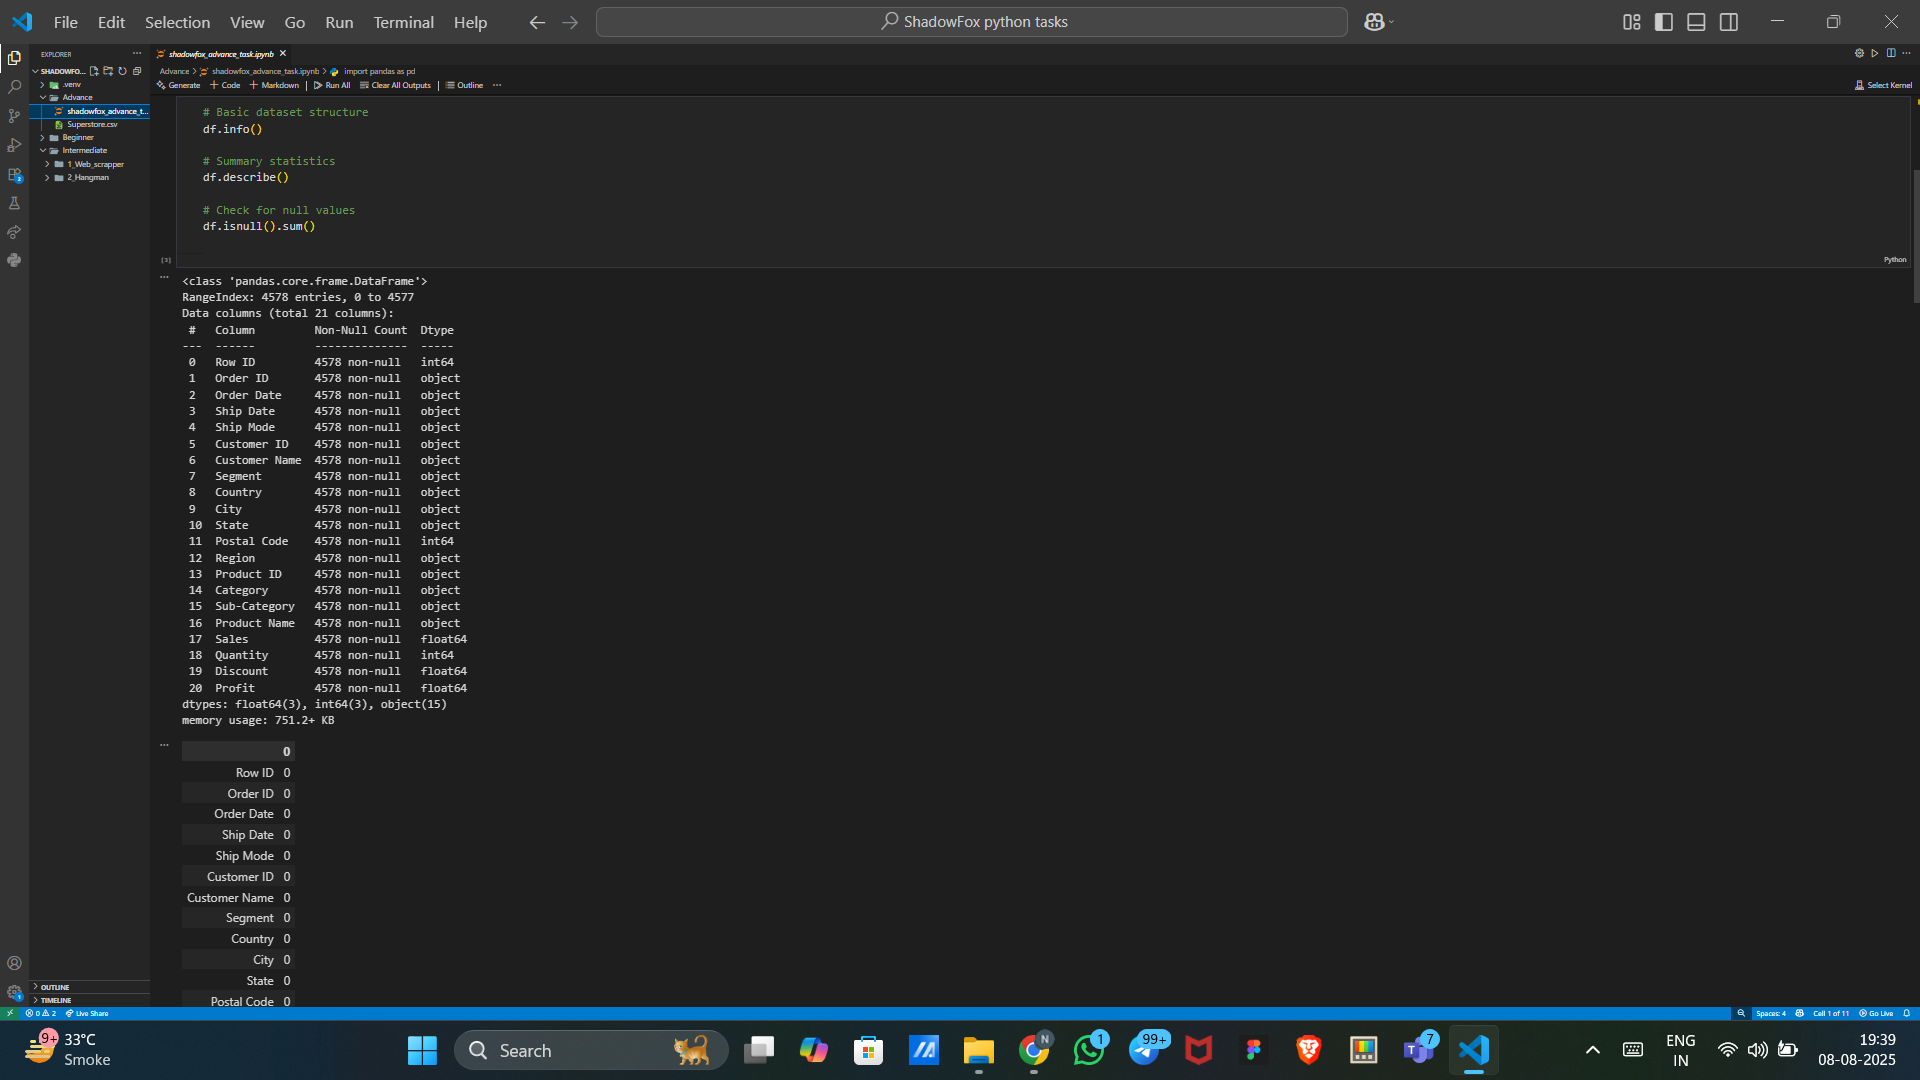 File Edit Selection View Go Run Terminal Help
ShadowFox python tasks
EXPLORER
SHADOWFO...
.venv
Advance
shadowfox_advance_t...
Superstore.csv
Beginner
Intermediate
1_Web_scrapper
2_Hangman
OUTLINE
TIMELINE
shadowfox_advance_task.ipynb
Advance > shadowfox_advance_task.ipynb > import pandas as pd
Generate + Code + Markdown | Run All Clear All Outputs | Outline ...
Select Kernel
# Basic dataset structure
df.info()
# Summary statistics
df.describe()
# Check for null values
df.isnull().sum()
[3]
Python
<class 'pandas.core.frame.DataFrame'>
RangeIndex: 4578 entries, 0 to 4577
Data columns (total 21 columns):
# Column Non-Null Count Dtype
--- ------ -------------- -----
0 Row ID 4578 non-null int64
1 Order ID 4578 non-null object
2 Order Date 4578 non-null object
3 Ship Date 4578 non-null object
4 Ship Mode 4578 non-null object
5 Customer ID 4578 non-null object
6 Customer Name 4578 non-null object
7 Segment 4578 non-null object
8 Country 4578 non-null object
9 City 4578 non-null object
10 State 4578 non-null object
11 Postal Code 4578 non-null int64
12 Region 4578 non-null object
13 Product ID 4578 non-null object
14 Category 4578 non-null object
15 Sub-Category 4578 non-null object
16 Product Name 4578 non-null object
17 Sales 4578 non-null float64
18 Quantity 4578 non-null int64
19 Discount 4578 non-null float64
20 Profit 4578 non-null float64
dtypes: float64(3), int64(3), object(15)
memory usage: 751.2+ KB
0
Row ID 0
Order ID 0
Order Date 0
Ship Date 0
Ship Mode 0
Customer ID 0
Customer Name 0
Segment 0
Country 0
City 0
State 0
Postal Code 0
0 2 Live Share
Spaces: 4 Cell 1 of 11 Go Live
9+ 33°C
Smoke
Search
N
1
99+
7
ENG
IN
19:39
08-08-2025